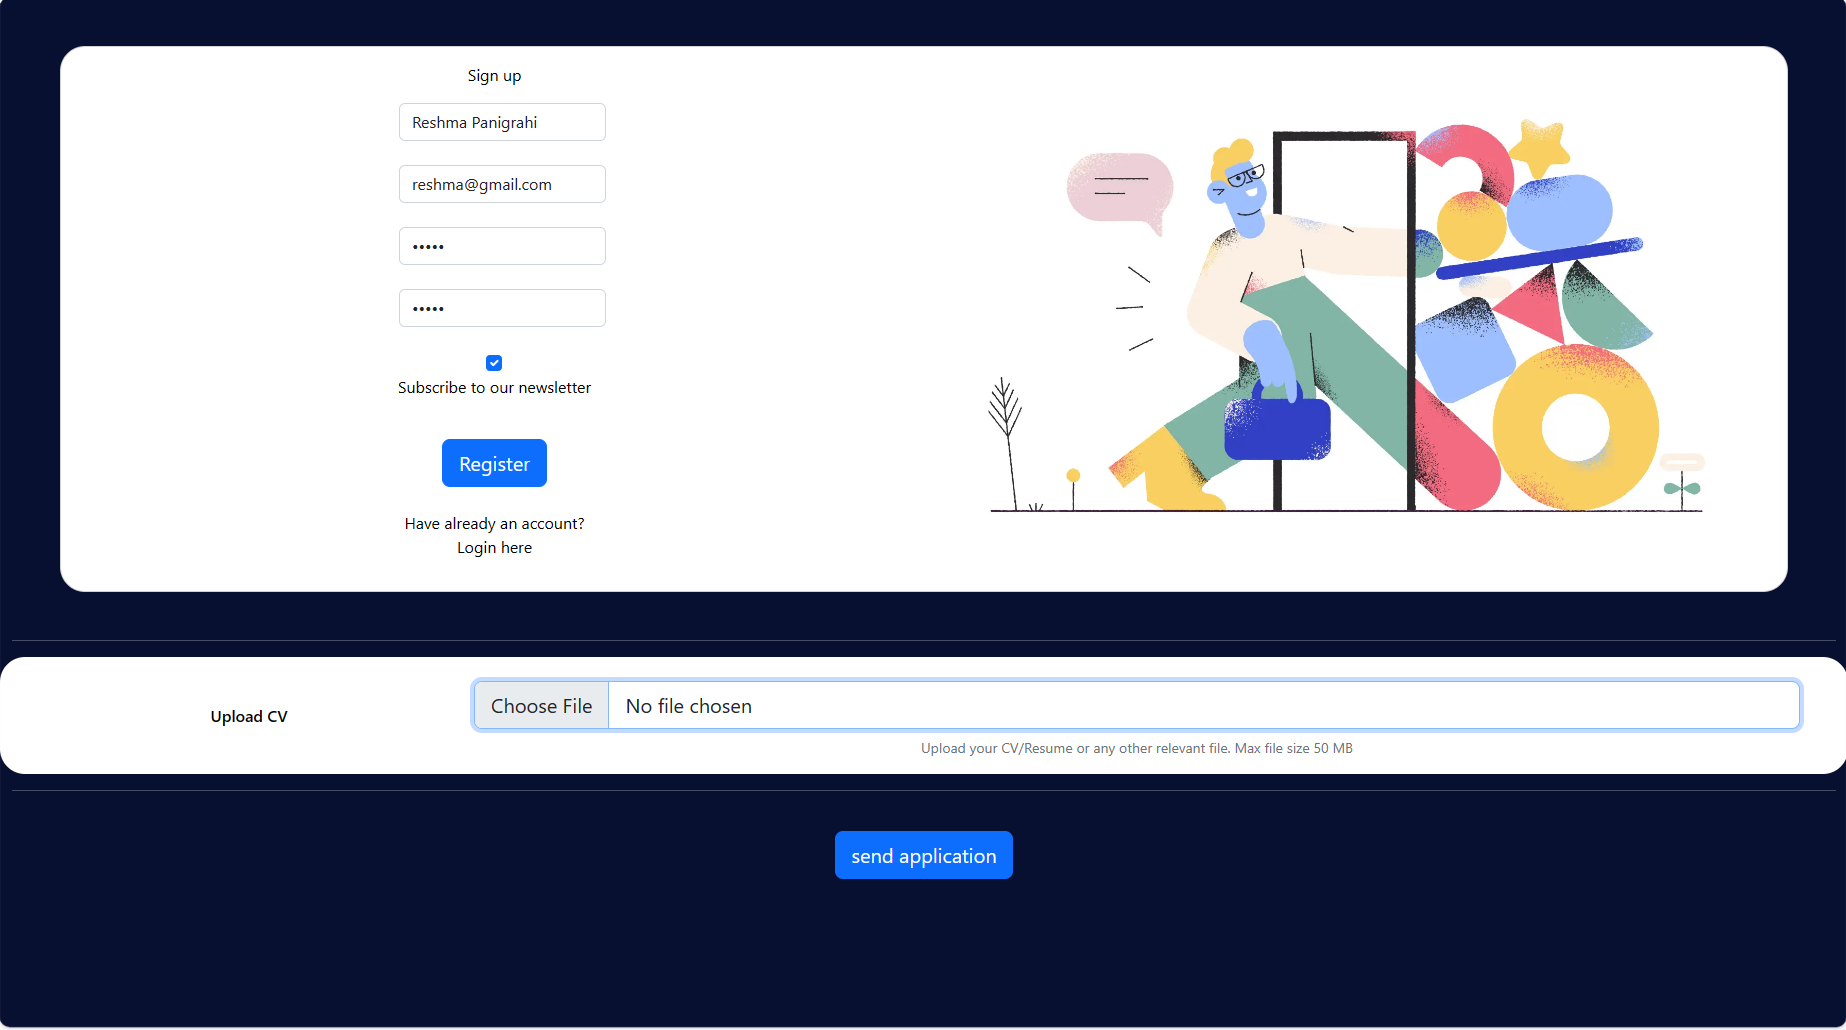 Sign up
Reshma Panigrahi
reshma@gmail.com
•••••
•••••
Subscribe to our newsletter
Register
Have already an account?
Login here
Upload CV
Choose File No file chosen
Upload your CV/Resume or any other relevant file. Max file size 50 MB
send application